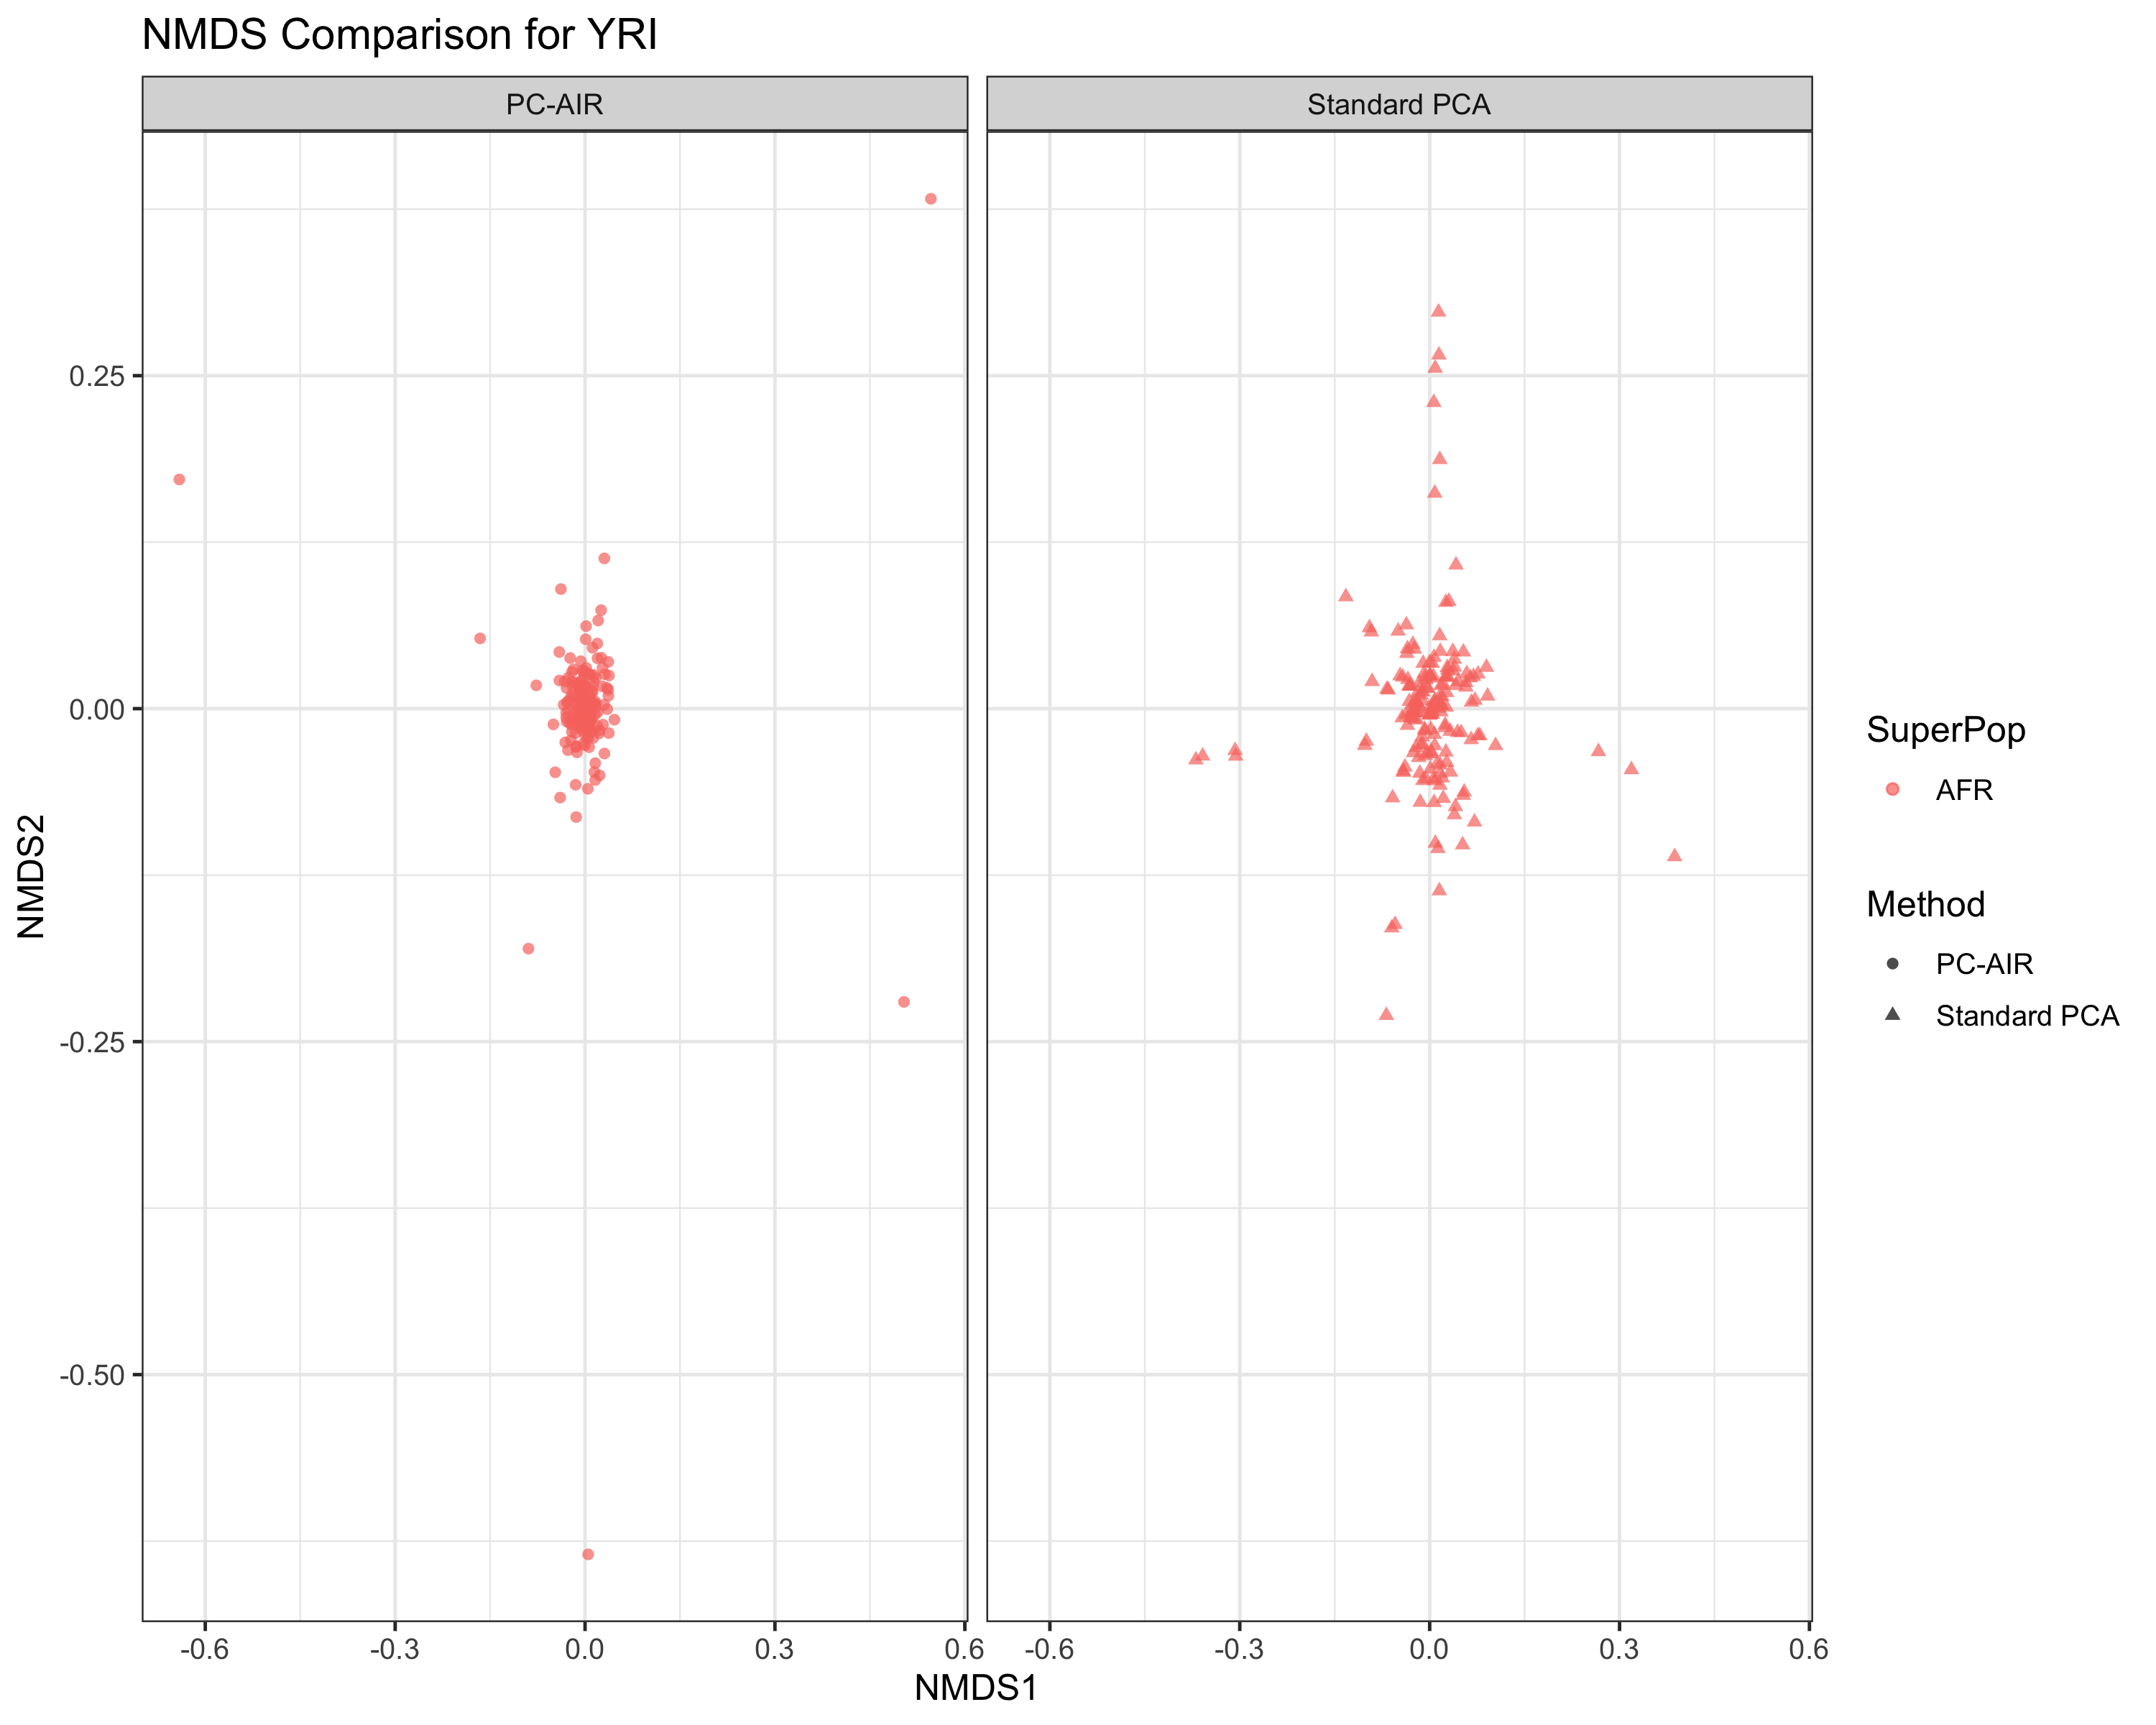 NMDS Comparison for YRI
PC-AIR
Standard PCA
0.25
0.00
-0.25
-0.50
NMDS2
-0.6
-0.3
0.0
0.3
0.6
-0.6
-0.3
0.0
0.3
0.6
NMDS1
SuperPop
AFR
Method
PC-AIR
Standard PCA